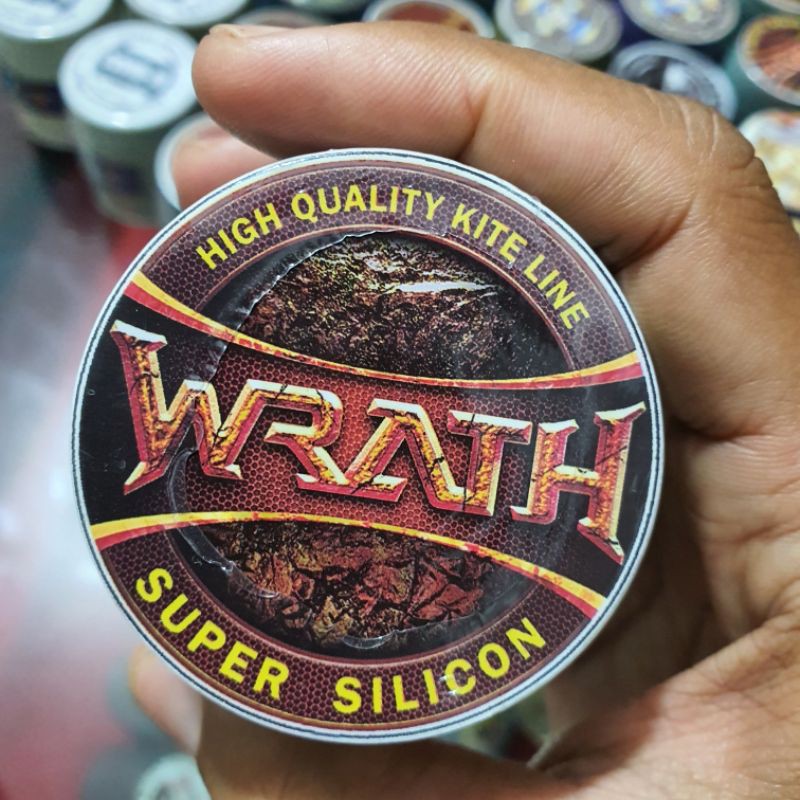 HIGH QUALITY KITE LINE
WRATH
SUPER SILICON